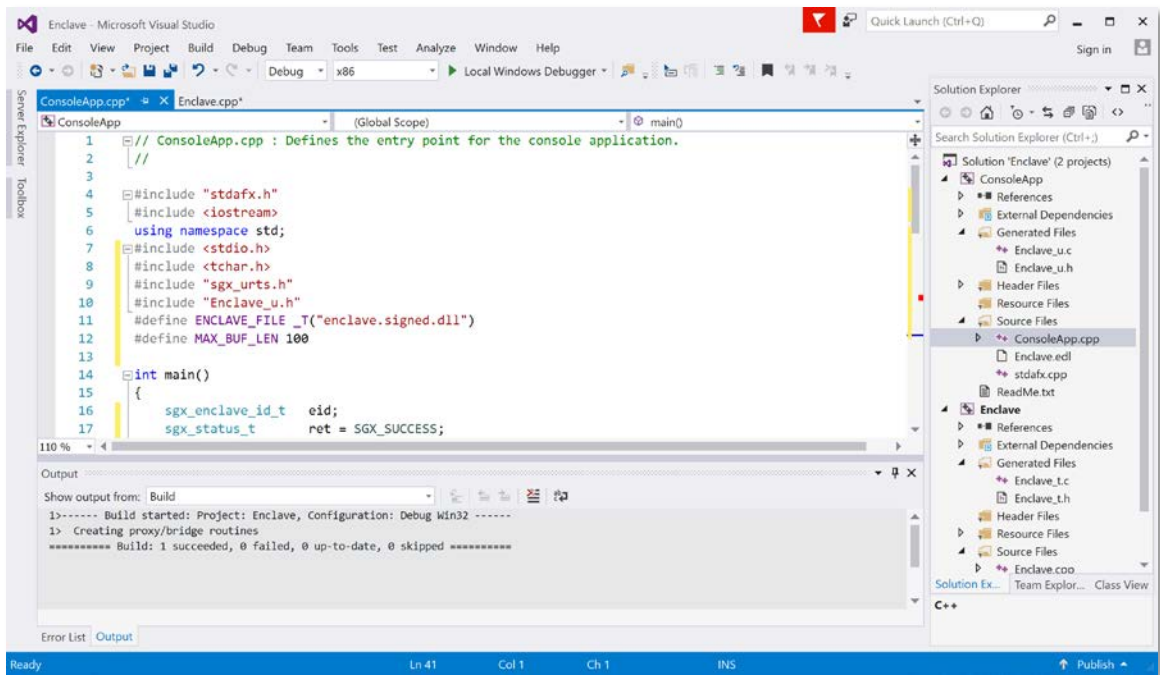 Enclave - Microsoft Visual Studio
Quick Launch (Ctrl+Q)
File Edit View Project Build Debug Team Tools Test Analyze Window Help
Sign in
Debug x86 Local Windows Debugger
Server Explorer
Toolbox
ConsoleApp.cpp* Enclave.cpp*
ConsoleApp (Global Scope) main()
1 // ConsoleApp.cpp : Defines the entry point for the console application.
2 //
3
4 #include "stdafx.h"
5 #include <iostream>
6 using namespace std;
7 #include <stdio.h>
8 #include <tchar.h>
9 #include "sgx_urts.h"
10 #include "Enclave_u.h"
11 #define ENCLAVE_FILE _T("enclave.signed.dll")
12 #define MAX_BUF_LEN 100
13
14 int main()
15 {
16 sgx_enclave_id_t eid;
17 sgx_status_t ret = SGX_SUCCESS;
110 %
Output
Show output from: Build
1>------ Build started: Project: Enclave, Configuration: Debug Win32 ------
1> Creating proxy/bridge routines
========== Build: 1 succeeded, 0 failed, 0 up-to-date, 0 skipped ==========
Error List Output
Solution Explorer
Search Solution Explorer (Ctrl+;)
Solution 'Enclave' (2 projects)
ConsoleApp
References
External Dependencies
Generated Files
Enclave_u.c
Enclave_u.h
Header Files
Resource Files
Source Files
ConsoleApp.cpp
Enclave.edl
stdafx.cpp
ReadMe.txt
Enclave
References
External Dependencies
Generated Files
Enclave_t.c
Enclave_t.h
Header Files
Resource Files
Source Files
Enclave.cpp
Solution Ex... Team Explor... Class View
C++
Ready Ln 41 Col 1 Ch 1 INS Publish